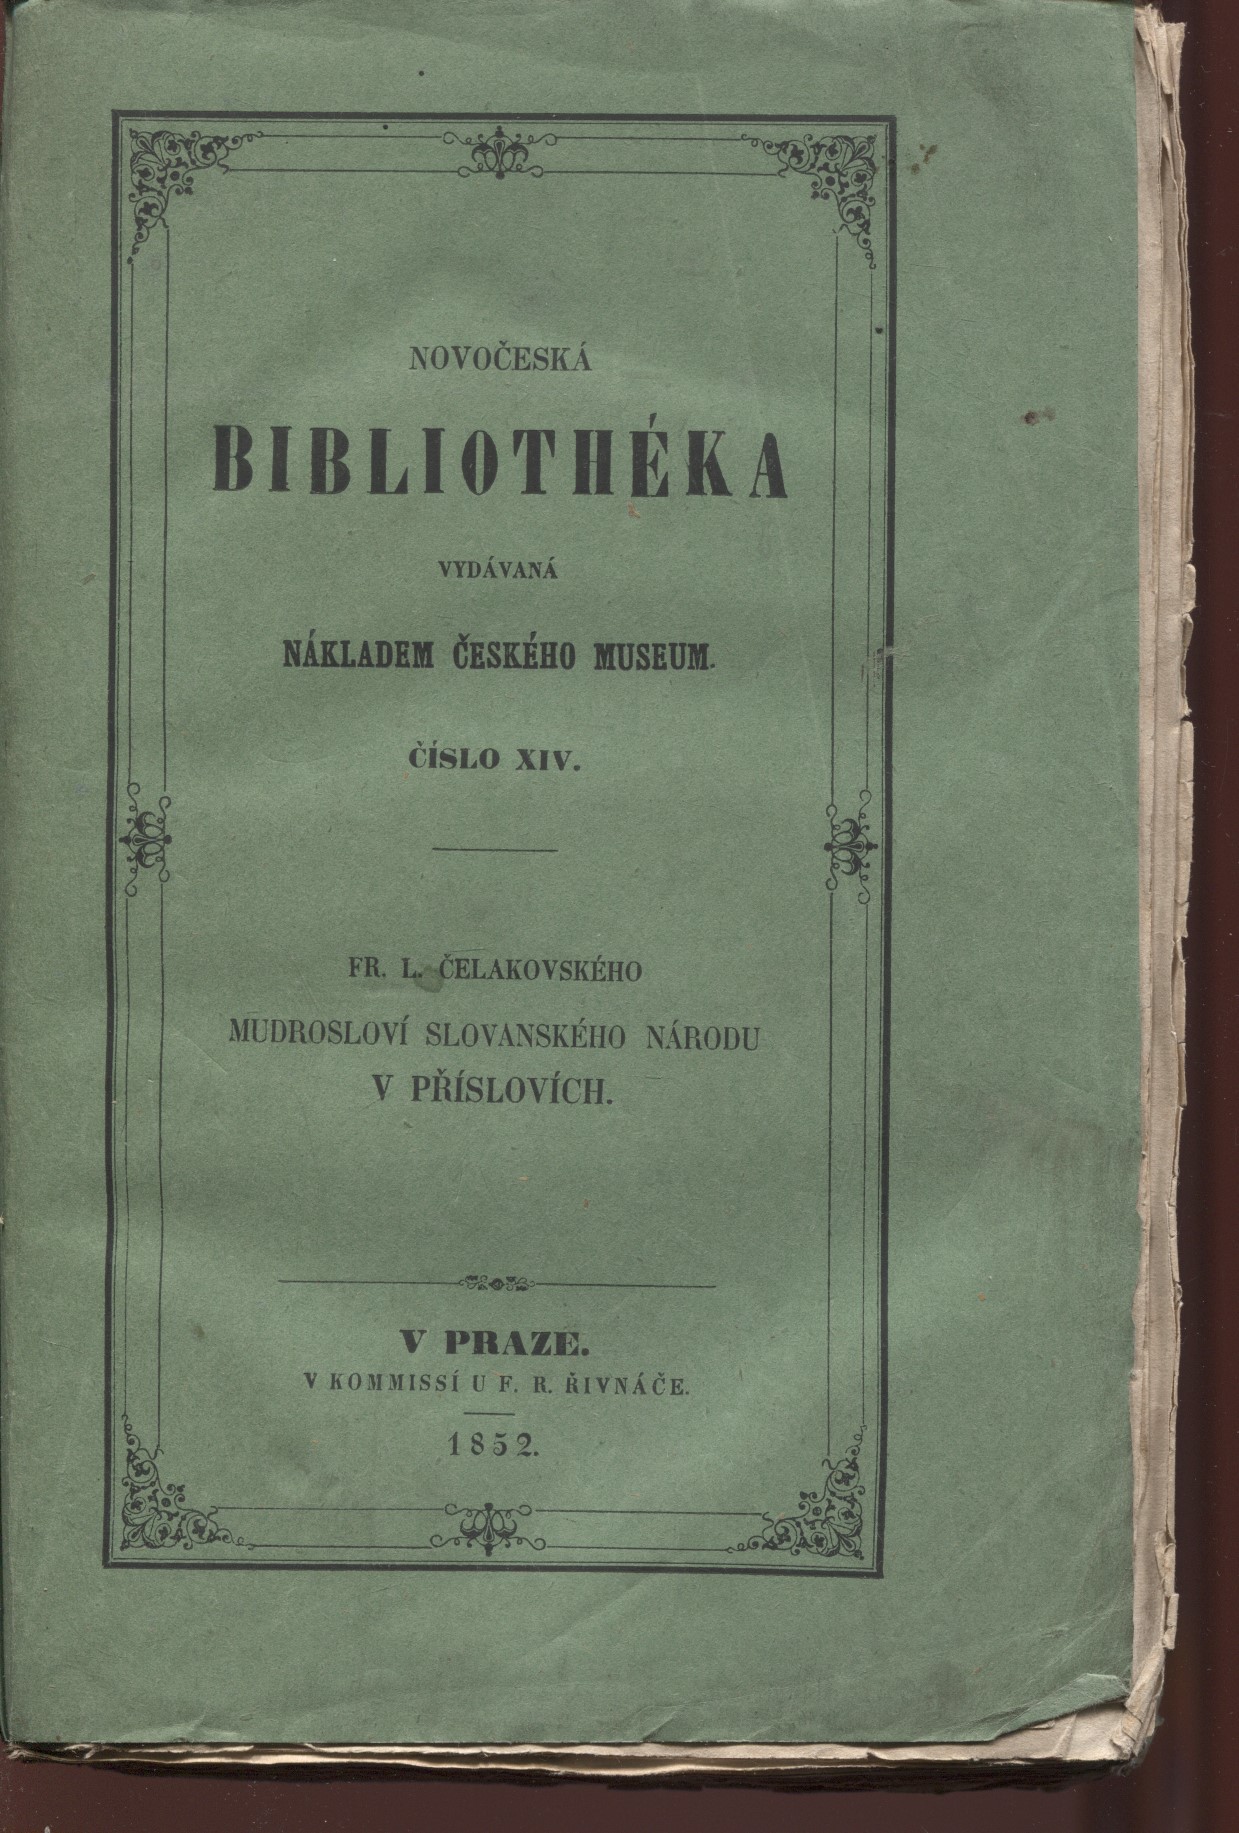 NOVOČESKÁ
BIBLIOTHÉKA
VYDÁVANÁ
NÁKLADEM ČESKÉHO MUSEUM.
ČÍSLO XIV.
FR. L. ČELAKOVSKÉHO
MUDROSLOVÍ SLOVANSKÉHO NÁRODU
V PŘÍSLOVÍCH.
V PRAZE.
V KOMMISSÍ U F. R. ŘIVNÁČE.
1852.